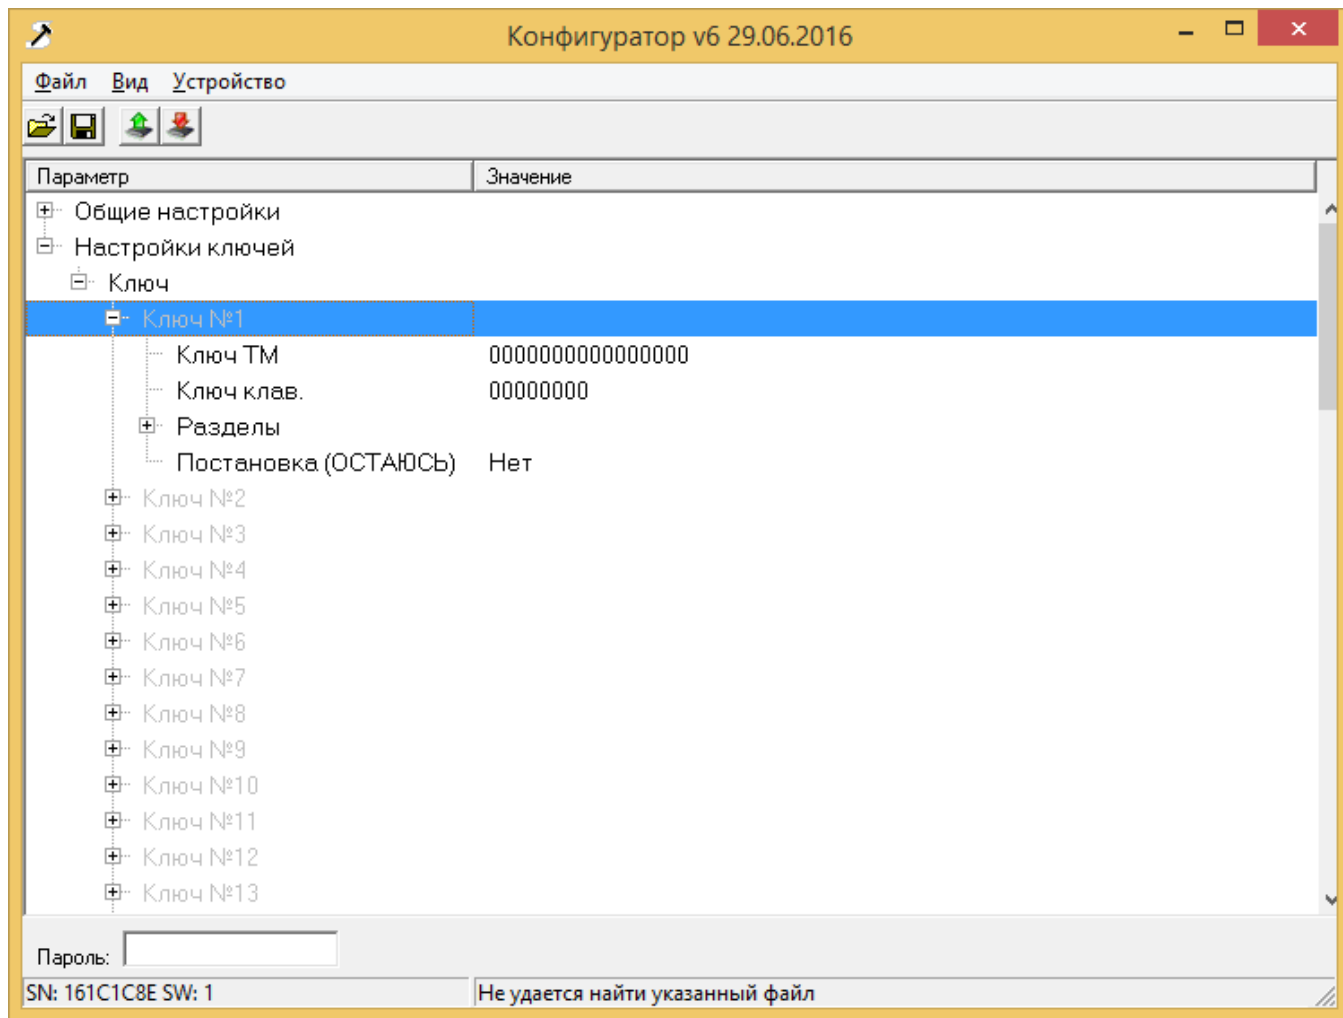 Конфигуратор v6 29.06.2016
Файл Вид Устройство
Параметр Значение
Общие настройки
Настройки ключей
Ключ
Ключ №1
Ключ ТМ 0000000000000000
Ключ клав. 00000000
Разделы
Постановка (ОСТАЮСЬ) Нет
Ключ №2
Ключ №3
Ключ №4
Ключ №5
Ключ №6
Ключ №7
Ключ №8
Ключ №9
Ключ №10
Ключ №11
Ключ №12
Ключ №13
Пароль:
SN: 161C1C8E SW: 1 Не удается найти указанный файл